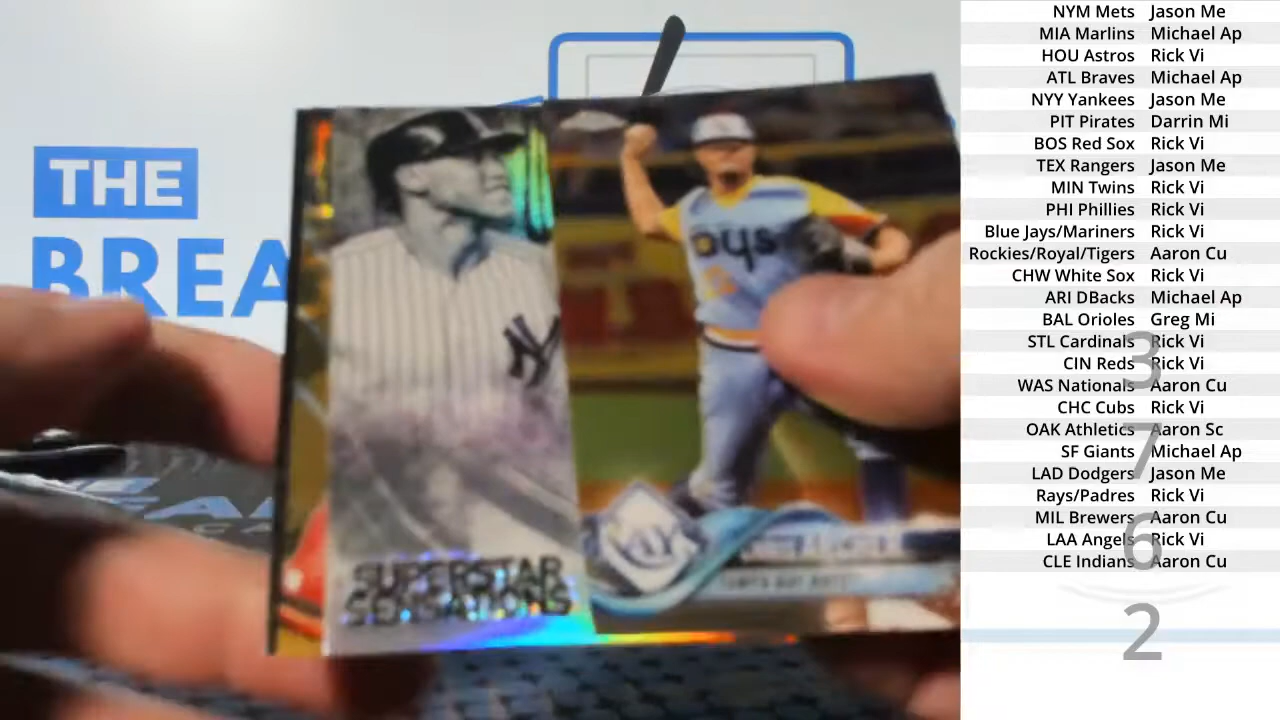 THE
BREA
SUPERSTAR
SENSATIONS
ays
Rays
TAMPA BAY RAYS
NYM Mets Jason Me
MIA Marlins Michael Ap
HOU Astros Rick Vi
ATL Braves Michael Ap
NYY Yankees Jason Me
PIT Pirates Darrin Mi
BOS Red Sox Rick Vi
TEX Rangers Jason Me
MIN Twins Rick Vi
PHI Phillies Rick Vi
Blue Jays/Mariners Rick Vi
Rockies/Royal/Tigers Aaron Cu
CHW White Sox Rick Vi
ARI DBacks Michael Ap
BAL Orioles Greg Mi
STL Cardinals Rick Vi
CIN Reds Rick Vi
WAS Nationals Aaron Cu
CHC Cubs Rick Vi
OAK Athletics Aaron Sc
SF Giants Michael Ap
LAD Dodgers Jason Me
Rays/Padres Rick Vi
MIL Brewers Aaron Cu
LAA Angels Rick Vi
CLE Indians Aaron Cu
3
7
6
2